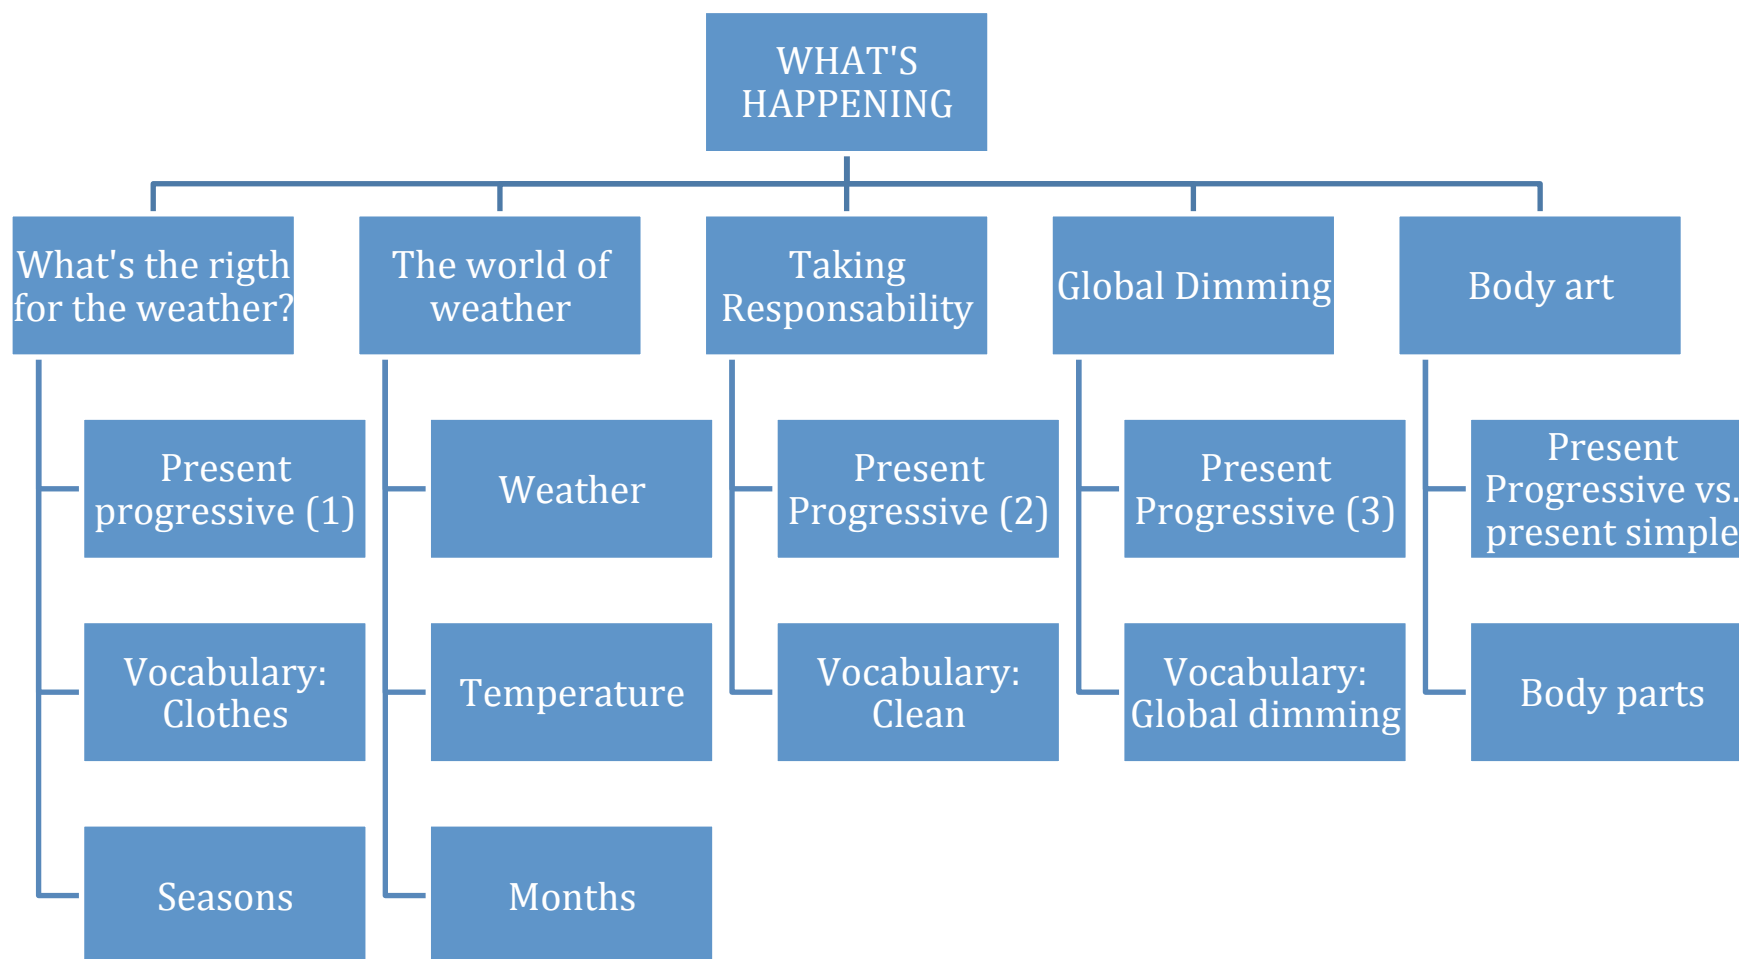 WHAT'S
HAPPENING
What's the rigth
for the weather?
The world of
weather
Taking
Responsability
Global Dimming
Body art
Present
progressive (1)
Weather
Present
Progressive (2)
Present
Progressive (3)
Present
Progressive vs.
present simple
Vocabulary:
Clothes
Temperature
Vocabulary:
Clean
Vocabulary:
Global dimming
Body parts
Seasons
Months